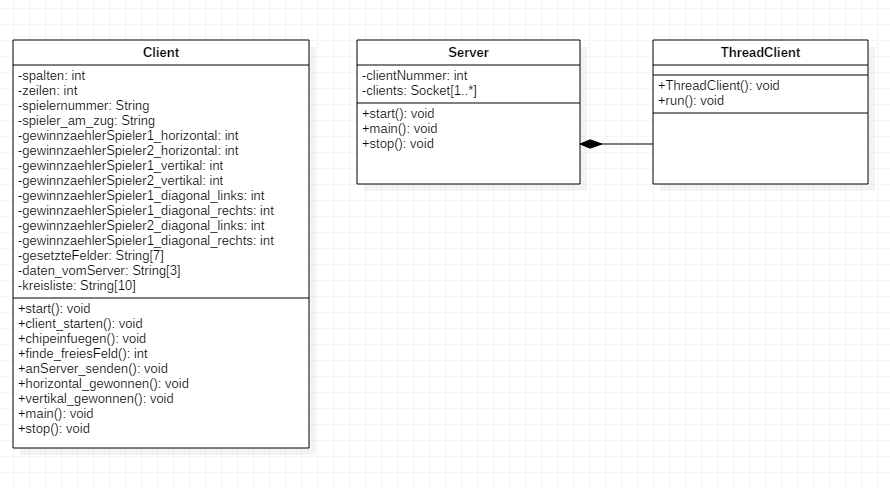 Client
-spalten: int
-zeilen: int
-spielernummer: String
-spieler_am_zug: String
-gewinnzaehlerSpieler1_horizontal: int
-gewinnzaehlerSpieler2_horizontal: int
-gewinnzaehlerSpieler1_vertikal: int
-gewinnzaehlerSpieler2_vertikal: int
-gewinnzaehlerSpieler1_diagonal_links: int
-gewinnzaehlerSpieler1_diagonal_rechts: int
-gewinnzaehlerSpieler2_diagonal_links: int
-gewinnzaehlerSpieler1_diagonal_rechts: int
-gesetzteFelder: String[7]
-daten_vomServer: String[3]
-kreisliste: String[10]
+start(): void
+client_starten(): void
+chipeinfuegen(): void
+finde_freiesFeld(): int
+anServer_senden(): void
+horizontal_gewonnen(): void
+vertikal_gewonnen(): void
+main(): void
+stop(): void
Server
-clientNummer: int
-clients: Socket[1..*]
+start(): void
+main(): void
+stop(): void
ThreadClient
+ThreadClient(): void
+run(): void